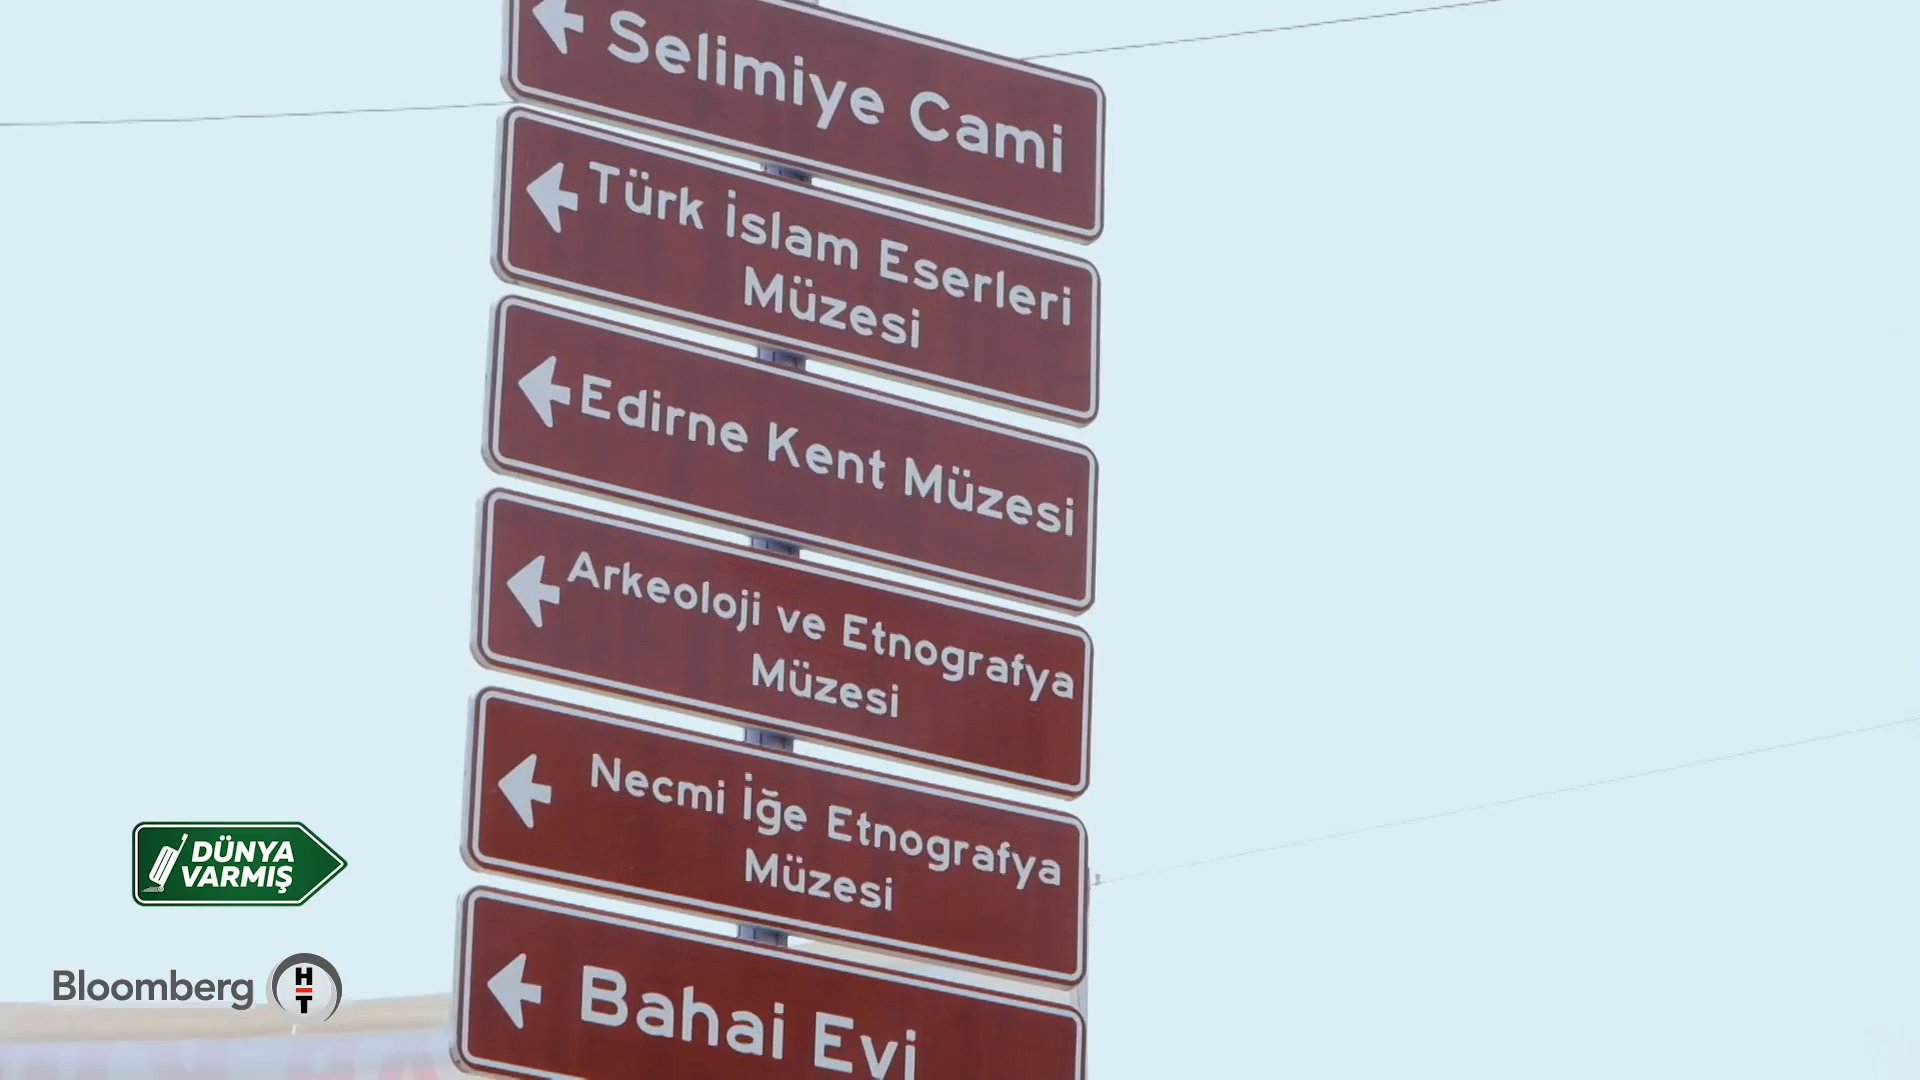 Selimiye Cami
Türk İslam Eserleri
Müzesi
Edirne Kent Müzesi
Arkeoloji ve Etnografya
Müzesi
Necmi İğe Etnografya
Müzesi
Bahai Evi
DÜNYA
VARMIŞ
Bloomberg HT